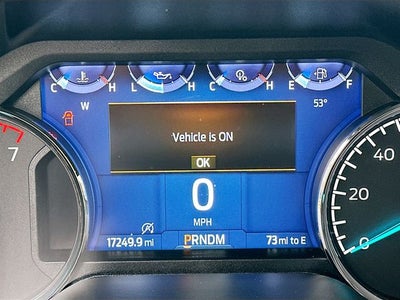 C H L H C H E F
W 53°
Vehicle is ON
OK
7
0
MPH
17249.9 mi PRNDM 73 mi to E
40
20
0